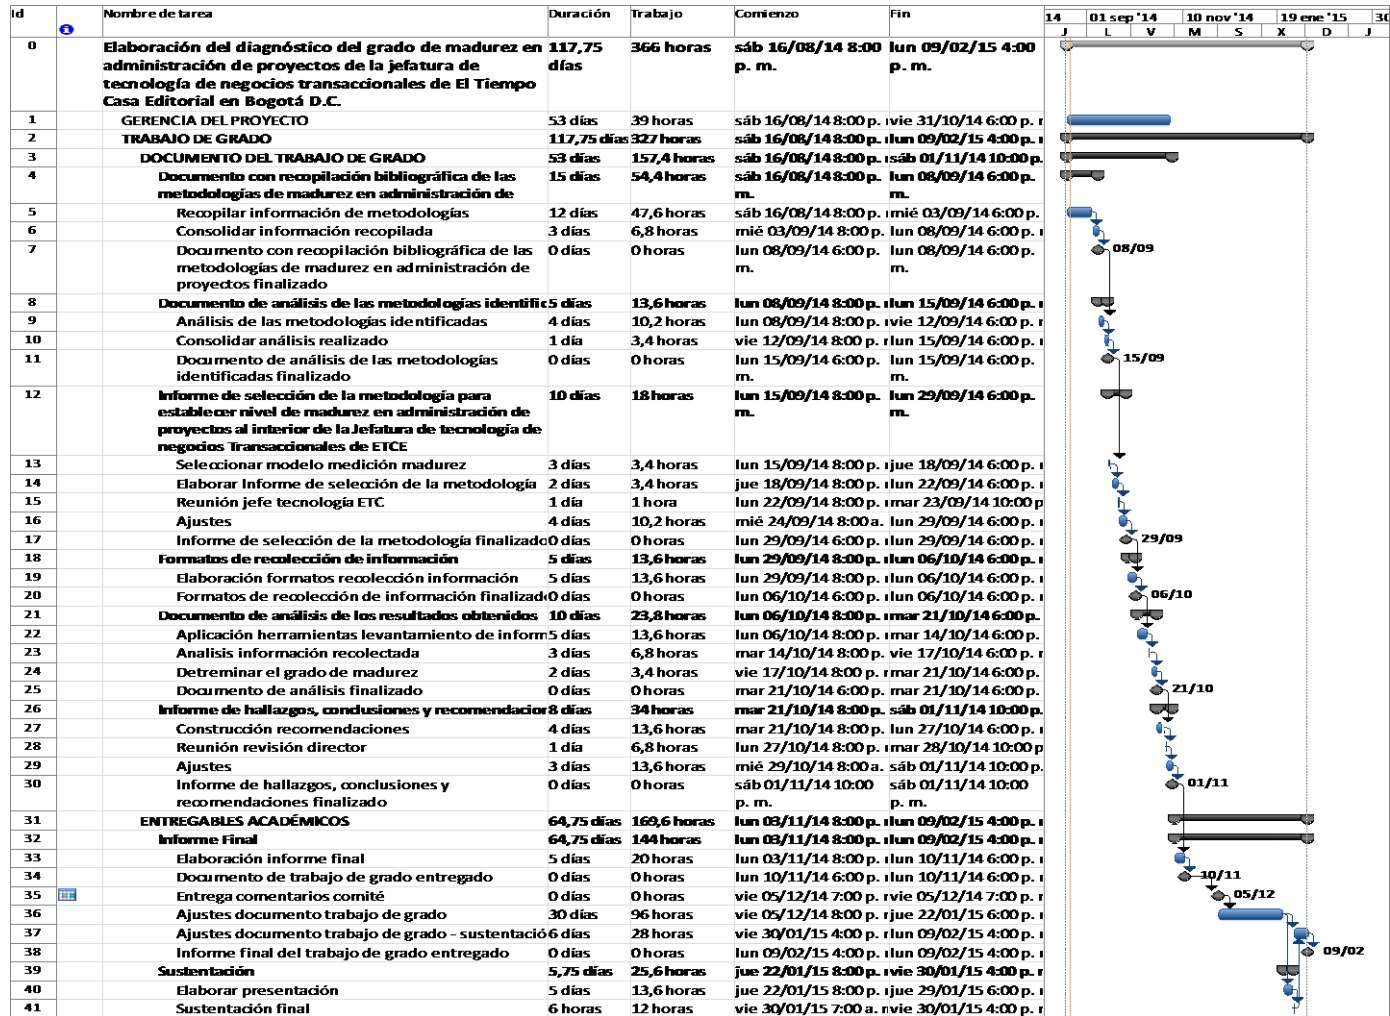 Id Nombre de tarea Duración Trabajo Comienzo Fin 14 01 sep '14 10 nov '14 19 ene '15 30
J L V M S X D J
0 Elaboración del diagnóstico del grado de madurez en 117,75 366 horas sáb 16/08/14 8:00 lun 09/02/15 4:00
administración de proyectos de la jefatura de días p. m. p. m.
tecnología de negocios transaccionales de El Tiempo
Casa Editorial en Bogotá D.C.
1 GERENCIA DEL PROYECTO 53 días 39 horas sáb 16/08/14 8:00 p. vie 31/10/14 6:00 p.
2 TRABAJO DE GRADO 117,75 días 327 horas sáb 16/08/14 8:00 p. lun 09/02/15 4:00 p.
3 DOCUMENTO DEL TRABAJO DE GRADO 53 días 157,4 horas sáb 16/08/14 8:00 p. sáb 01/11/14 10:00 p.
4 Documento con recopilación bibliográfica de las 15 días 54,4 horas sáb 16/08/14 8:00 p. lun 08/09/14 6:00 p.
metodologías de madurez en administración de m. m.
5 Recopilar información de metodologías 12 días 47,6 horas sáb 16/08/14 8:00 p. mié 03/09/14 6:00 p.
6 Consolidar información recopilada 3 días 6,8 horas mié 03/09/14 8:00 p. lun 08/09/14 6:00 p.
7 Documento con recopilación bibliográfica de las 0 días 0 horas lun 08/09/14 6:00 p. lun 08/09/14 6:00 p. 08/09
metodologías de madurez en administración de m. m.
proyectos finalizado
8 Documento de análisis de las metodologías identific 5 días 13,6 horas lun 08/09/14 8:00 p. lun 15/09/14 6:00 p.
9 Análisis de las metodologías identificadas 4 días 10,2 horas lun 08/09/14 8:00 p. vie 12/09/14 6:00 p.
10 Consolidar análisis realizado 1 día 3,4 horas vie 12/09/14 8:00 p. lun 15/09/14 6:00 p.
11 Documento de análisis de las metodologías 0 días 0 horas lun 15/09/14 6:00 p. lun 15/09/14 6:00 p. 15/09
identificadas finalizado m. m.
12 Informe de selección de la metodología para 10 días 18 horas lun 15/09/14 8:00 p. lun 29/09/14 6:00 p.
establecer nivel de madurez en administración de m. m.
proyectos al interior de la Jefatura de tecnología de
negocios Transaccionales de ETCE
13 Seleccionar modelo medición madurez 3 días 3,4 horas lun 15/09/14 8:00 p. jue 18/09/14 6:00 p.
14 Elaborar Informe de selección de la metodología 2 días 3,4 horas jue 18/09/14 8:00 p. lun 22/09/14 6:00 p.
15 Reunión jefe tecnología ETC 1 día 1 hora lun 22/09/14 8:00 p. mar 23/09/14 10:00 p
16 Ajustes 4 días 10,2 horas mié 24/09/14 8:00 a. lun 29/09/14 6:00 p.
17 Informe de selección de la metodología finalizado 0 días 0 horas lun 29/09/14 6:00 p. lun 29/09/14 6:00 p. 29/09
18 Formatos de recolección de información 5 días 13,6 horas lun 29/09/14 8:00 p. lun 06/10/14 6:00 p.
19 Elaboración formatos recolección información 5 días 13,6 horas lun 29/09/14 8:00 p. lun 06/10/14 6:00 p.
20 Formatos de recolección de información finalizad 0 días 0 horas lun 06/10/14 6:00 p. lun 06/10/14 6:00 p. 06/10
21 Documento de análisis de los resultados obtenidos 10 días 23,8 horas lun 06/10/14 8:00 p. mar 21/10/14 6:00 p.
22 Aplicación herramientas levantamiento de inform 5 días 13,6 horas lun 06/10/14 8:00 p. mar 14/10/14 6:00 p.
23 Analisis información recolectada 3 días 6,8 horas mar 14/10/14 8:00 p. vie 17/10/14 6:00 p.
24 Detreminar el grado de madurez 2 días 3,4 horas vie 17/10/14 8:00 p. mar 21/10/14 6:00 p.
25 Documento de análisis finalizado 0 días 0 horas mar 21/10/14 6:00 p. mar 21/10/14 6:00 p. 21/10
26 Informe de hallazgos, conclusiones y recomendacion 8 días 34 horas mar 21/10/14 8:00 p. sáb 01/11/14 10:00 p.
27 Construcción recomendaciones 4 días 13,6 horas mar 21/10/14 8:00 p. lun 27/10/14 6:00 p.
28 Reunión revisión director 1 día 6,8 horas lun 27/10/14 8:00 p. mar 28/10/14 10:00 p
29 Ajustes 3 días 13,6 horas mié 29/10/14 8:00 a. sáb 01/11/14 10:00 p.
30 Informe de hallazgos, conclusiones y 0 días 0 horas sáb 01/11/14 10:00 sáb 01/11/14 10:00 01/11
recomendaciones finalizado p. m. p. m.
31 ENTREGABLES ACADÉMICOS 64,75 días 169,6 horas lun 03/11/14 8:00 p. lun 09/02/15 4:00 p.
32 Informe Final 64,75 días 144 horas lun 03/11/14 8:00 p. lun 09/02/15 4:00 p.
33 Elaboración informe final 5 días 20 horas lun 03/11/14 8:00 p. lun 10/11/14 6:00 p.
34 Documento de trabajo de grado entregado 0 días 0 horas lun 10/11/14 6:00 p. lun 10/11/14 6:00 p. 10/11
35 Entrega comentarios comité 0 días 0 horas vie 05/12/14 7:00 p. vie 05/12/14 7:00 p. 05/12
36 Ajustes documento trabajo de grado 30 días 96 horas vie 05/12/14 8:00 p. jue 22/01/15 6:00 p.
37 Ajustes documento trabajo de grado - sustentació 6 días 28 horas vie 30/01/15 4:00 p. lun 09/02/15 4:00 p.
38 Informe final del trabajo de grado entregado 0 días 0 horas lun 09/02/15 4:00 p. lun 09/02/15 4:00 p. 09/02
39 Sustentación 5,75 días 25,6 horas jue 22/01/15 8:00 p. vie 30/01/15 4:00 p.
40 Elaborar presentación 5 días 13,6 horas jue 22/01/15 8:00 p. jue 29/01/15 6:00 p.
41 Sustentación final 6 horas 12 horas vie 30/01/15 7:00 a. vie 30/01/15 4:00 p.